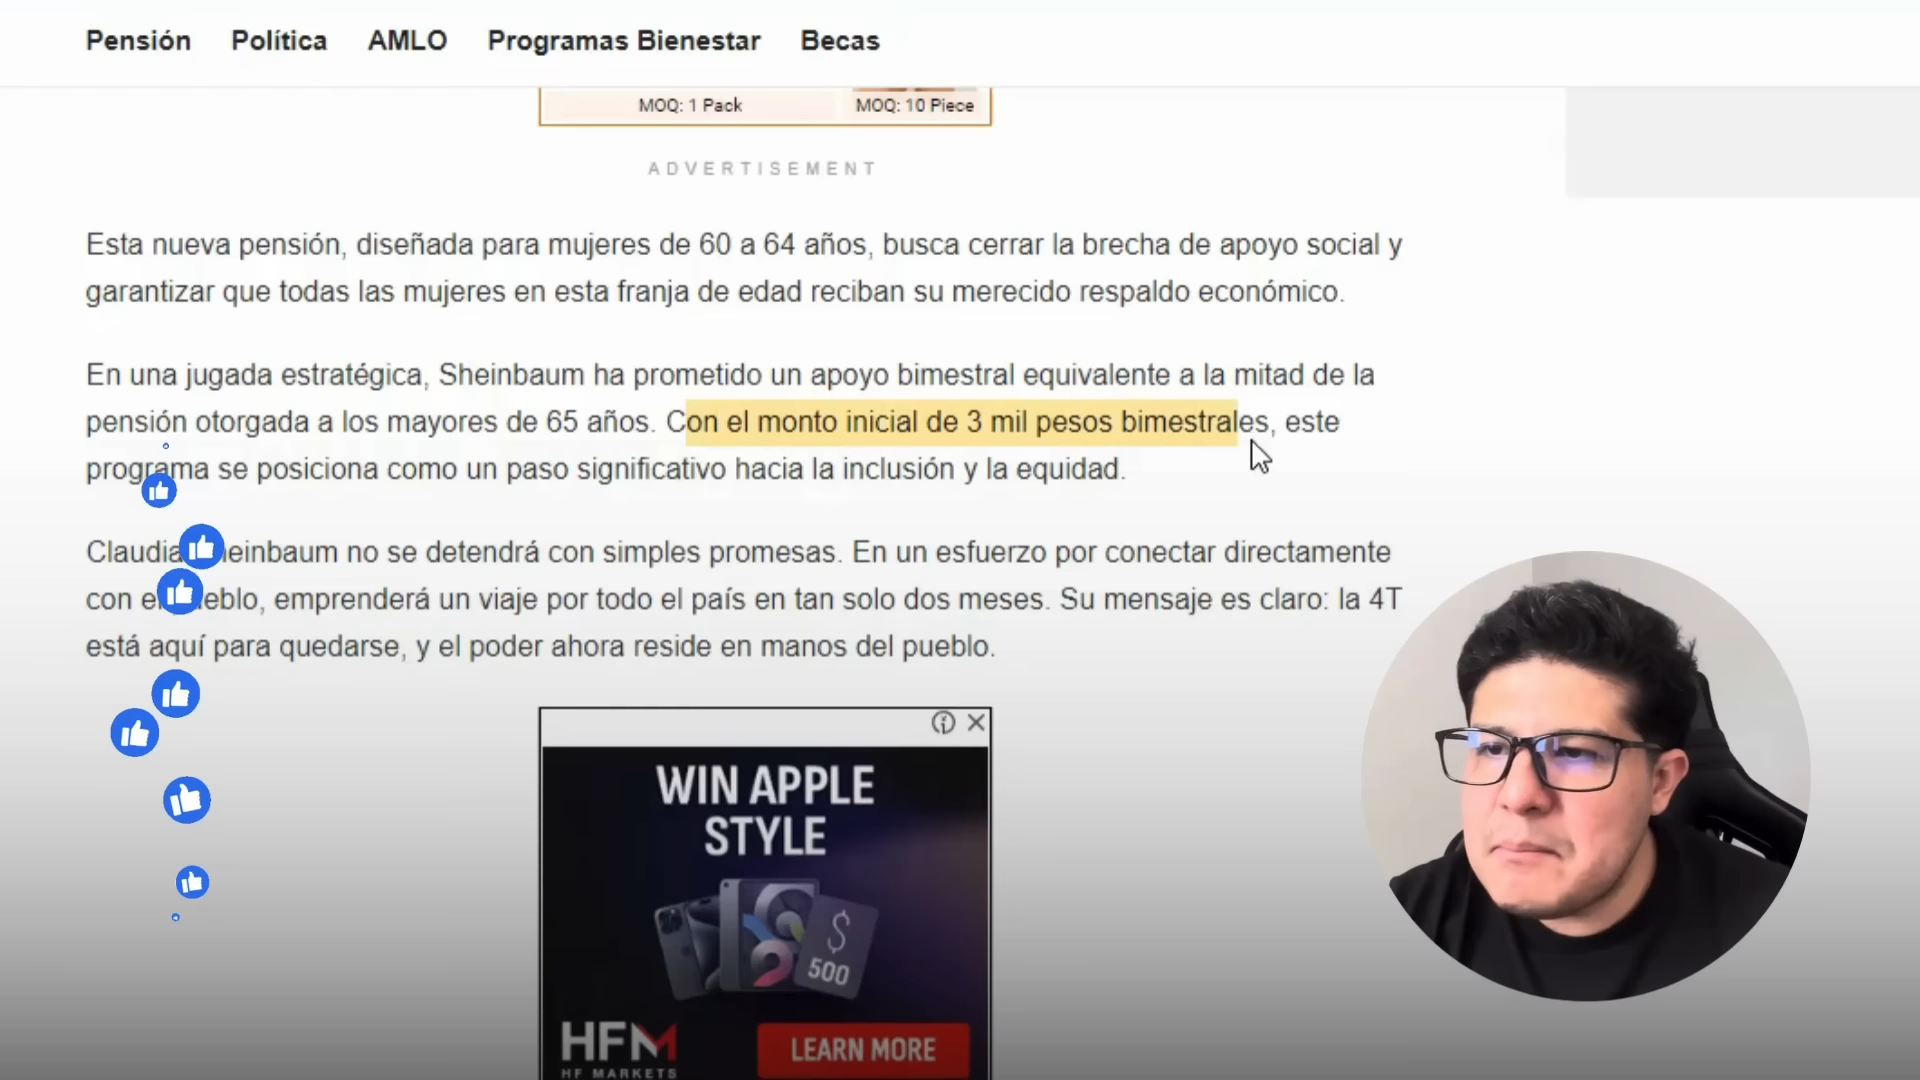 Pensión Política AMLO Programas Bienestar Becas
MOQ: 1 Pack MOQ: 10 Piece
ADVERTISEMENT
Esta nueva pensión, diseñada para mujeres de 60 a 64 años, busca cerrar la brecha de apoyo social y
garantizar que todas las mujeres en esta franja de edad reciban su merecido respaldo económico.
En una jugada estratégica, Sheinbaum ha prometido un apoyo bimestral equivalente a la mitad de la
pensión otorgada a los mayores de 65 años. Con el monto inicial de 3 mil pesos bimestrales, este
programa se posiciona como un paso significativo hacia la inclusión y la equidad.
Claudia Sheinbaum no se detendrá con simples promesas. En un esfuerzo por conectar directamente
con el pueblo, emprenderá un viaje por todo el país en tan solo dos meses. Su mensaje es claro: la 4T
está aquí para quedarse, y el poder ahora reside en manos del pueblo.
WIN APPLE
STYLE
$
500
HFM
HF MARKETS
LEARN MORE